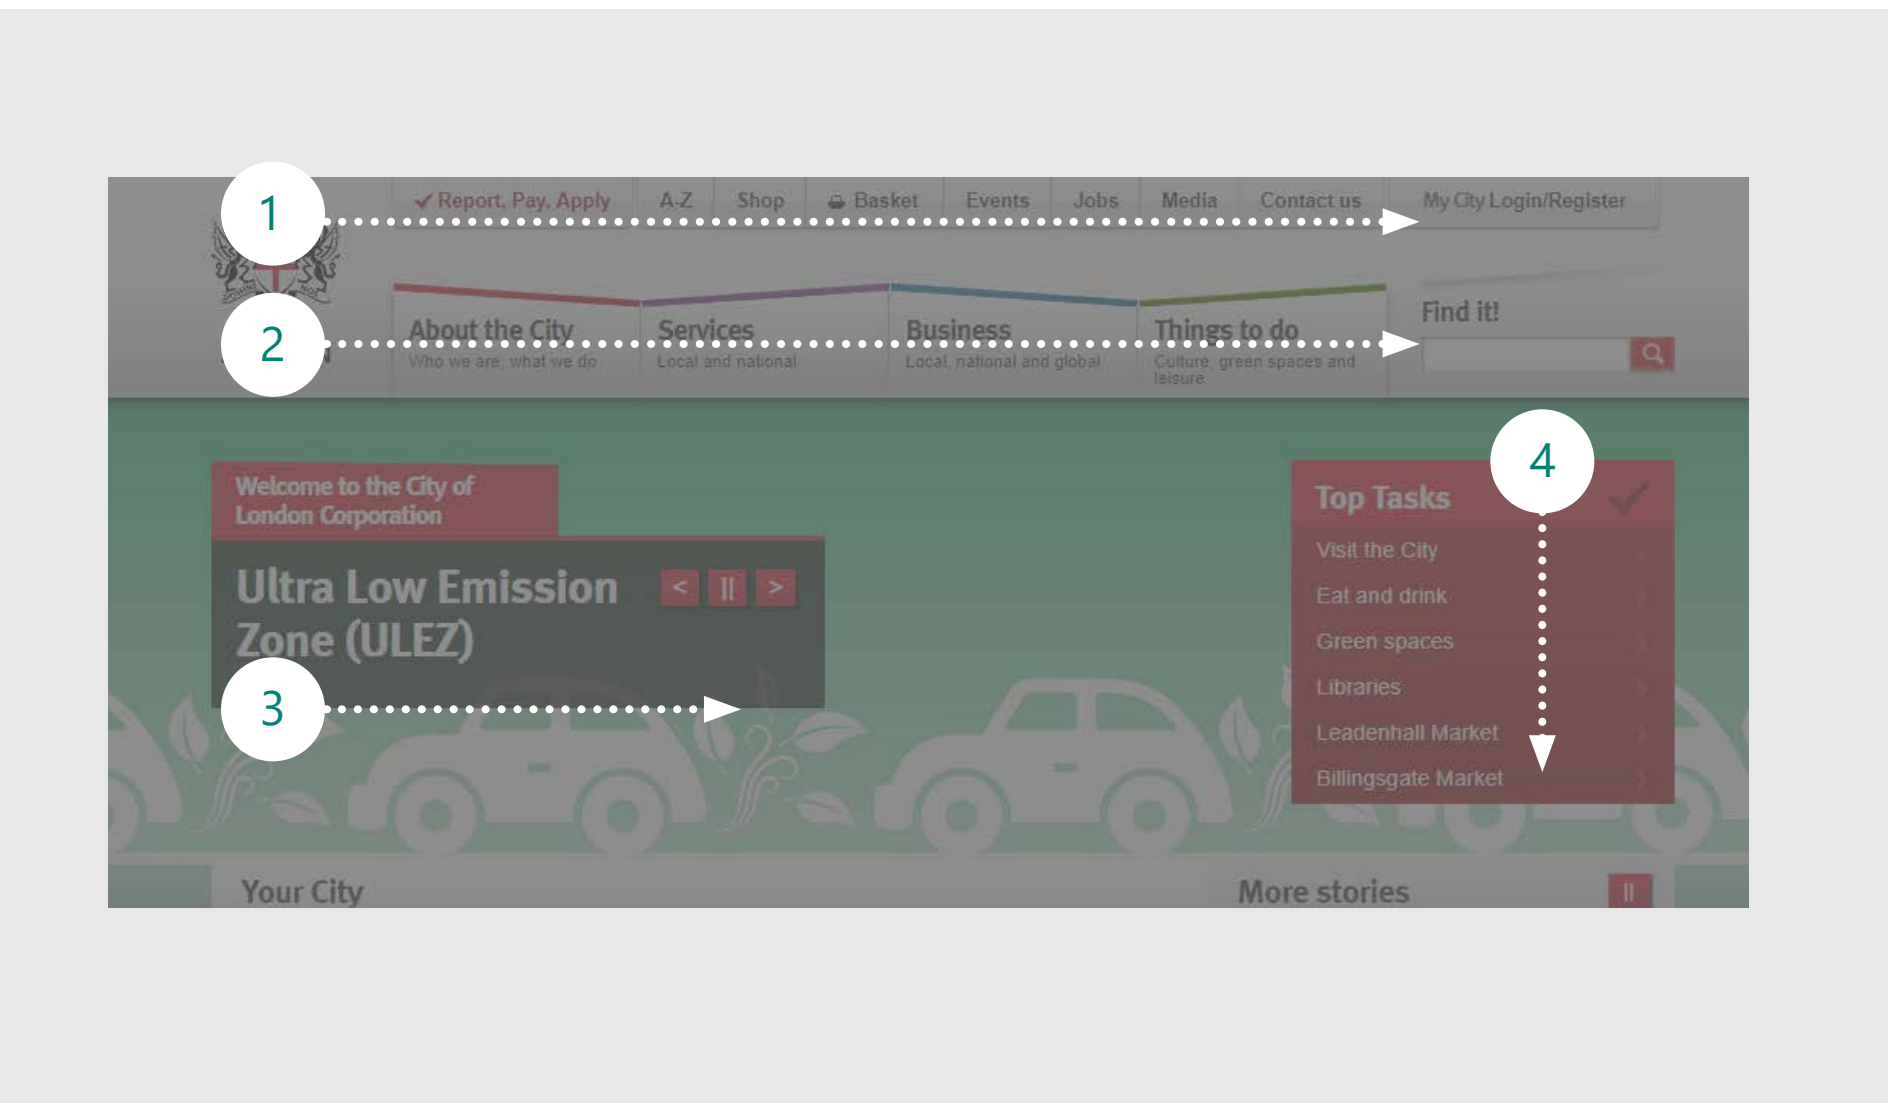 1
✓ Report, Pay, Apply A-Z Shop Basket Events Jobs Media Contact us My City Login/Register
2
About the City
Who we are, what we do
Services
Local and national
Business
Local, national and global
Things to do
Culture, green spaces and
leisure
Find it!
Welcome to the City of
London Corporation
Ultra Low Emission
Zone (ULEZ)
< || >
3
4
Top Tasks
Visit the City
Eat and drink
Green spaces
Libraries
Leadenhall Market
Billingsgate Market
Your City
More stories
||